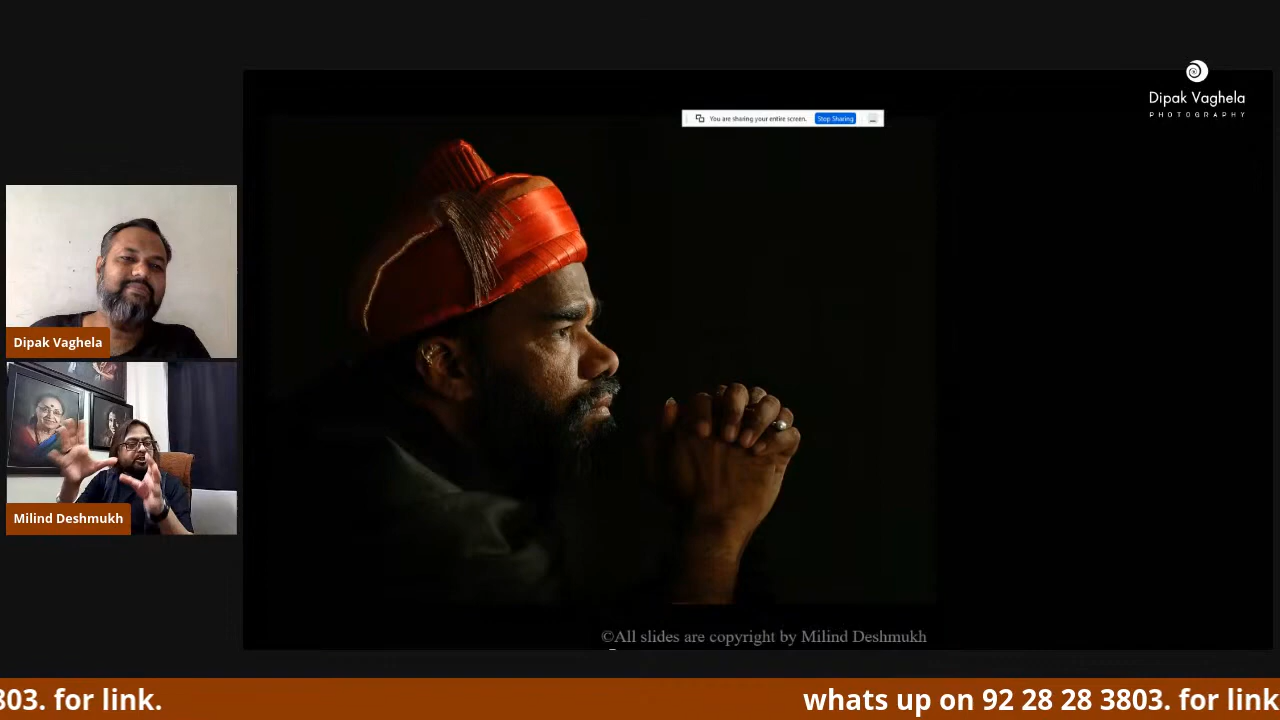 Dipak Vaghela
PHOTOGRAPHY
You are sharing your entire screen. Stop Sharing
Dipak Vaghela
Milind Deshmukh
©All slides are copyright by Milind Deshmukh
803. for link. whats up on 92 28 28 3803. for link